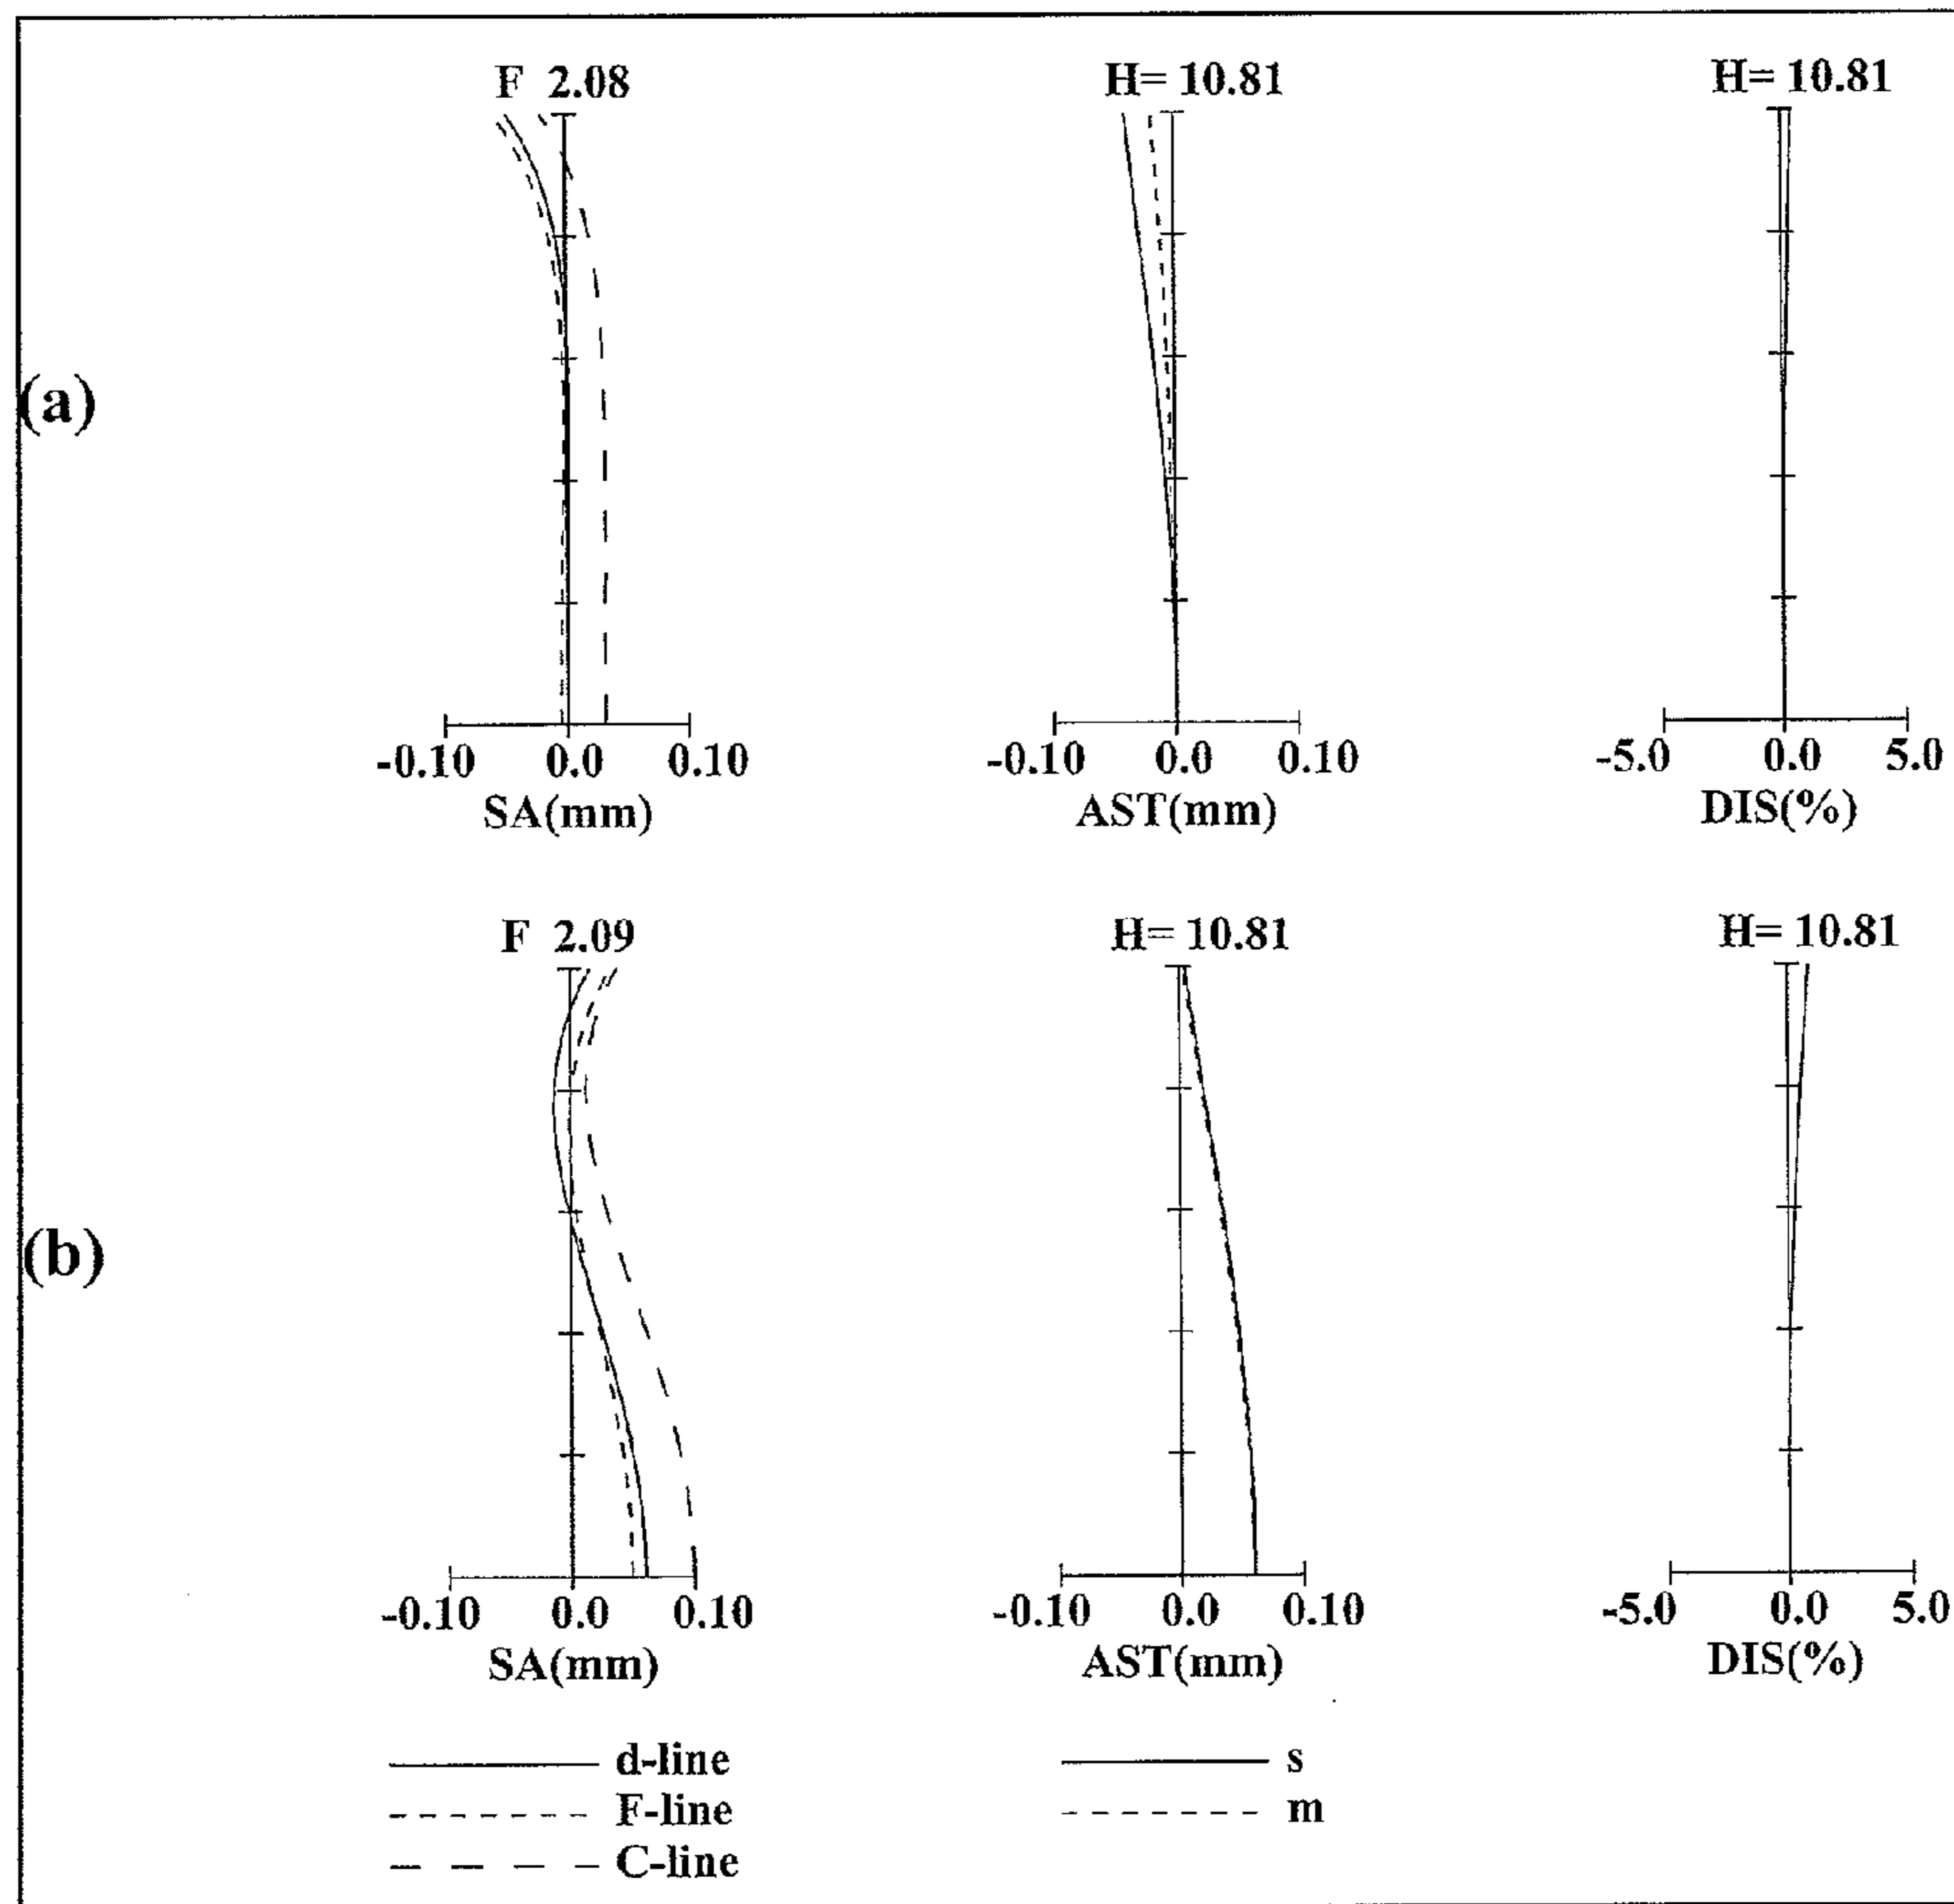 F 2.08
H= 10.81
H= 10.81
(a)
-0.10 0.0 0.10
SA(mm)
-0.10 0.0 0.10
AST(mm)
-5.0 0.0 5.0
DIS(%)
F 2.09
H= 10.81
H= 10.81
(b)
-0.10 0.0 0.10
SA(mm)
-0.10 0.0 0.10
AST(mm)
-5.0 0.0 5.0
DIS(%)
d-line
F-line
C-line
s
m